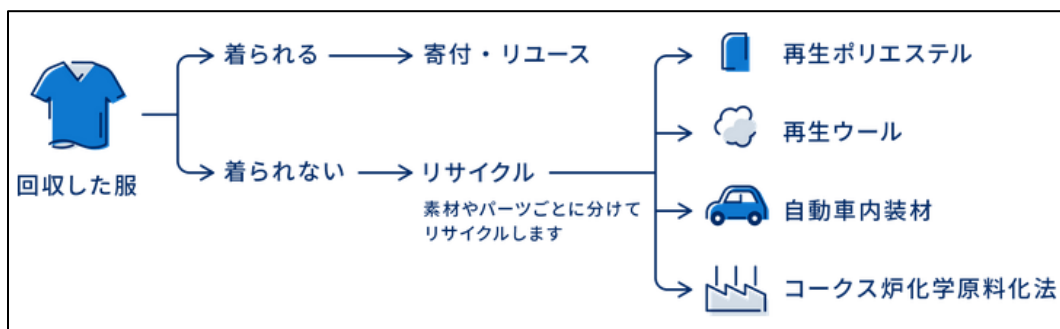 回収した服
着られる
寄付・リユース
着られない
リサイクル
素材やパーツごとに分けて
リサイクルします
再生ポリエステル
再生ウール
自動車内装材
コークス炉化学原料化法